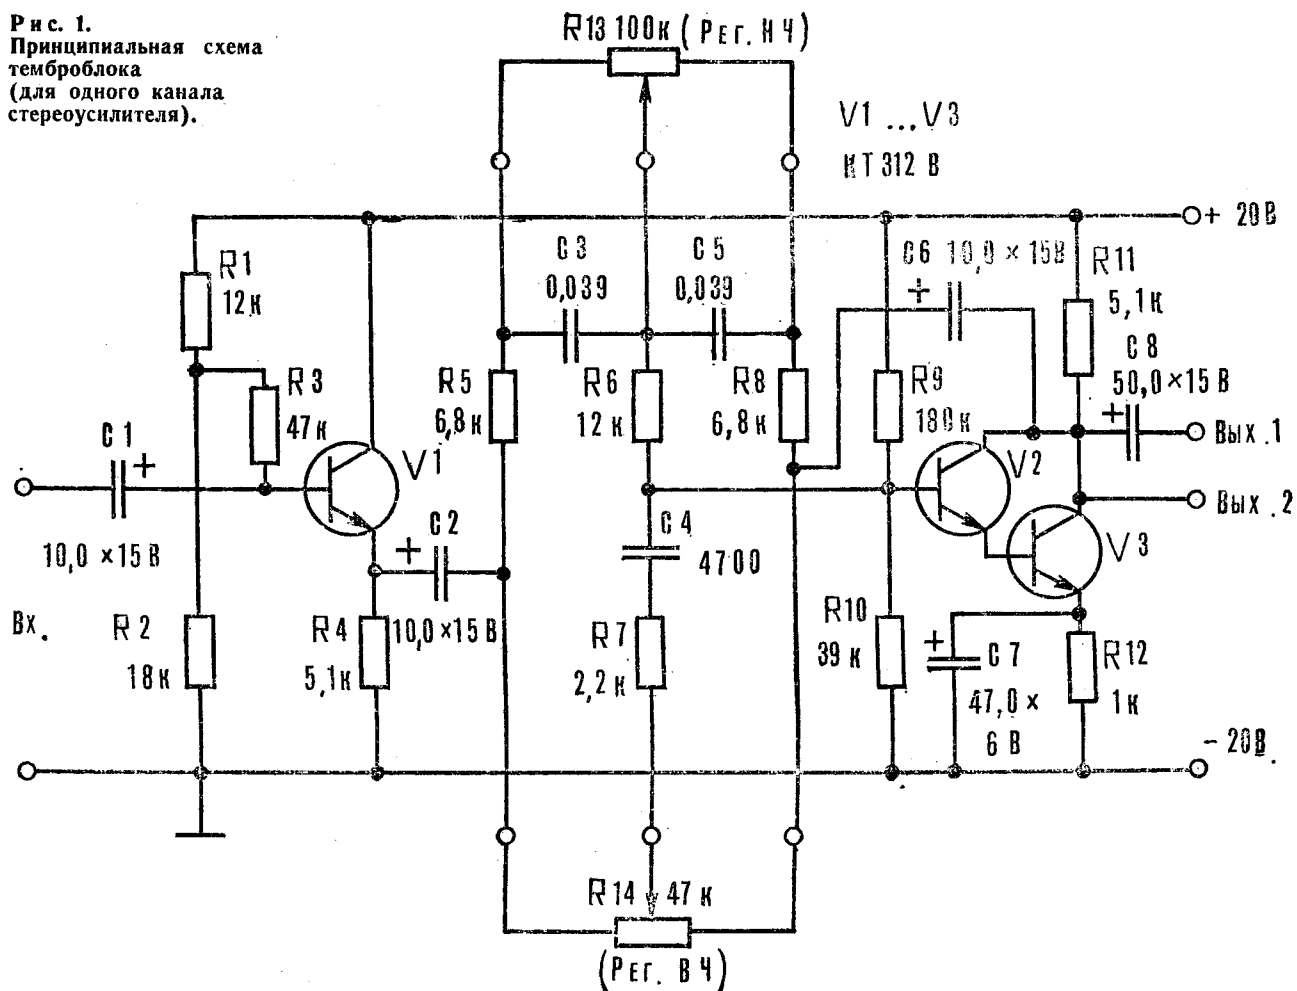 Рис. 1.
Принципиальная схема
темброблока
(для одного канала
стереоусилителя).
R13 100к (Рег. НЧ)
V1 ...V3
КТ312 В
+ 20В
R1
12к
C3
0,039
C5
0,039
C6 10,0 × 15В
R11
5,1к
C8
50,0×15 В
R3
47к
R5
6,8к
R6
12к
R8
6,8к
R9
180к
C1
+
10,0 ×15В
V1
C2
+
10,0×15 В
C4
4700
V2
V3
Вых.1
Вых.2
Вх.
R2
18к
R4
5,1к
R7
2,2к
R10
39 к
+
C7
47,0 ×
6 В
R12
1к
- 20В.
R14 47 к
(Рег. ВЧ)